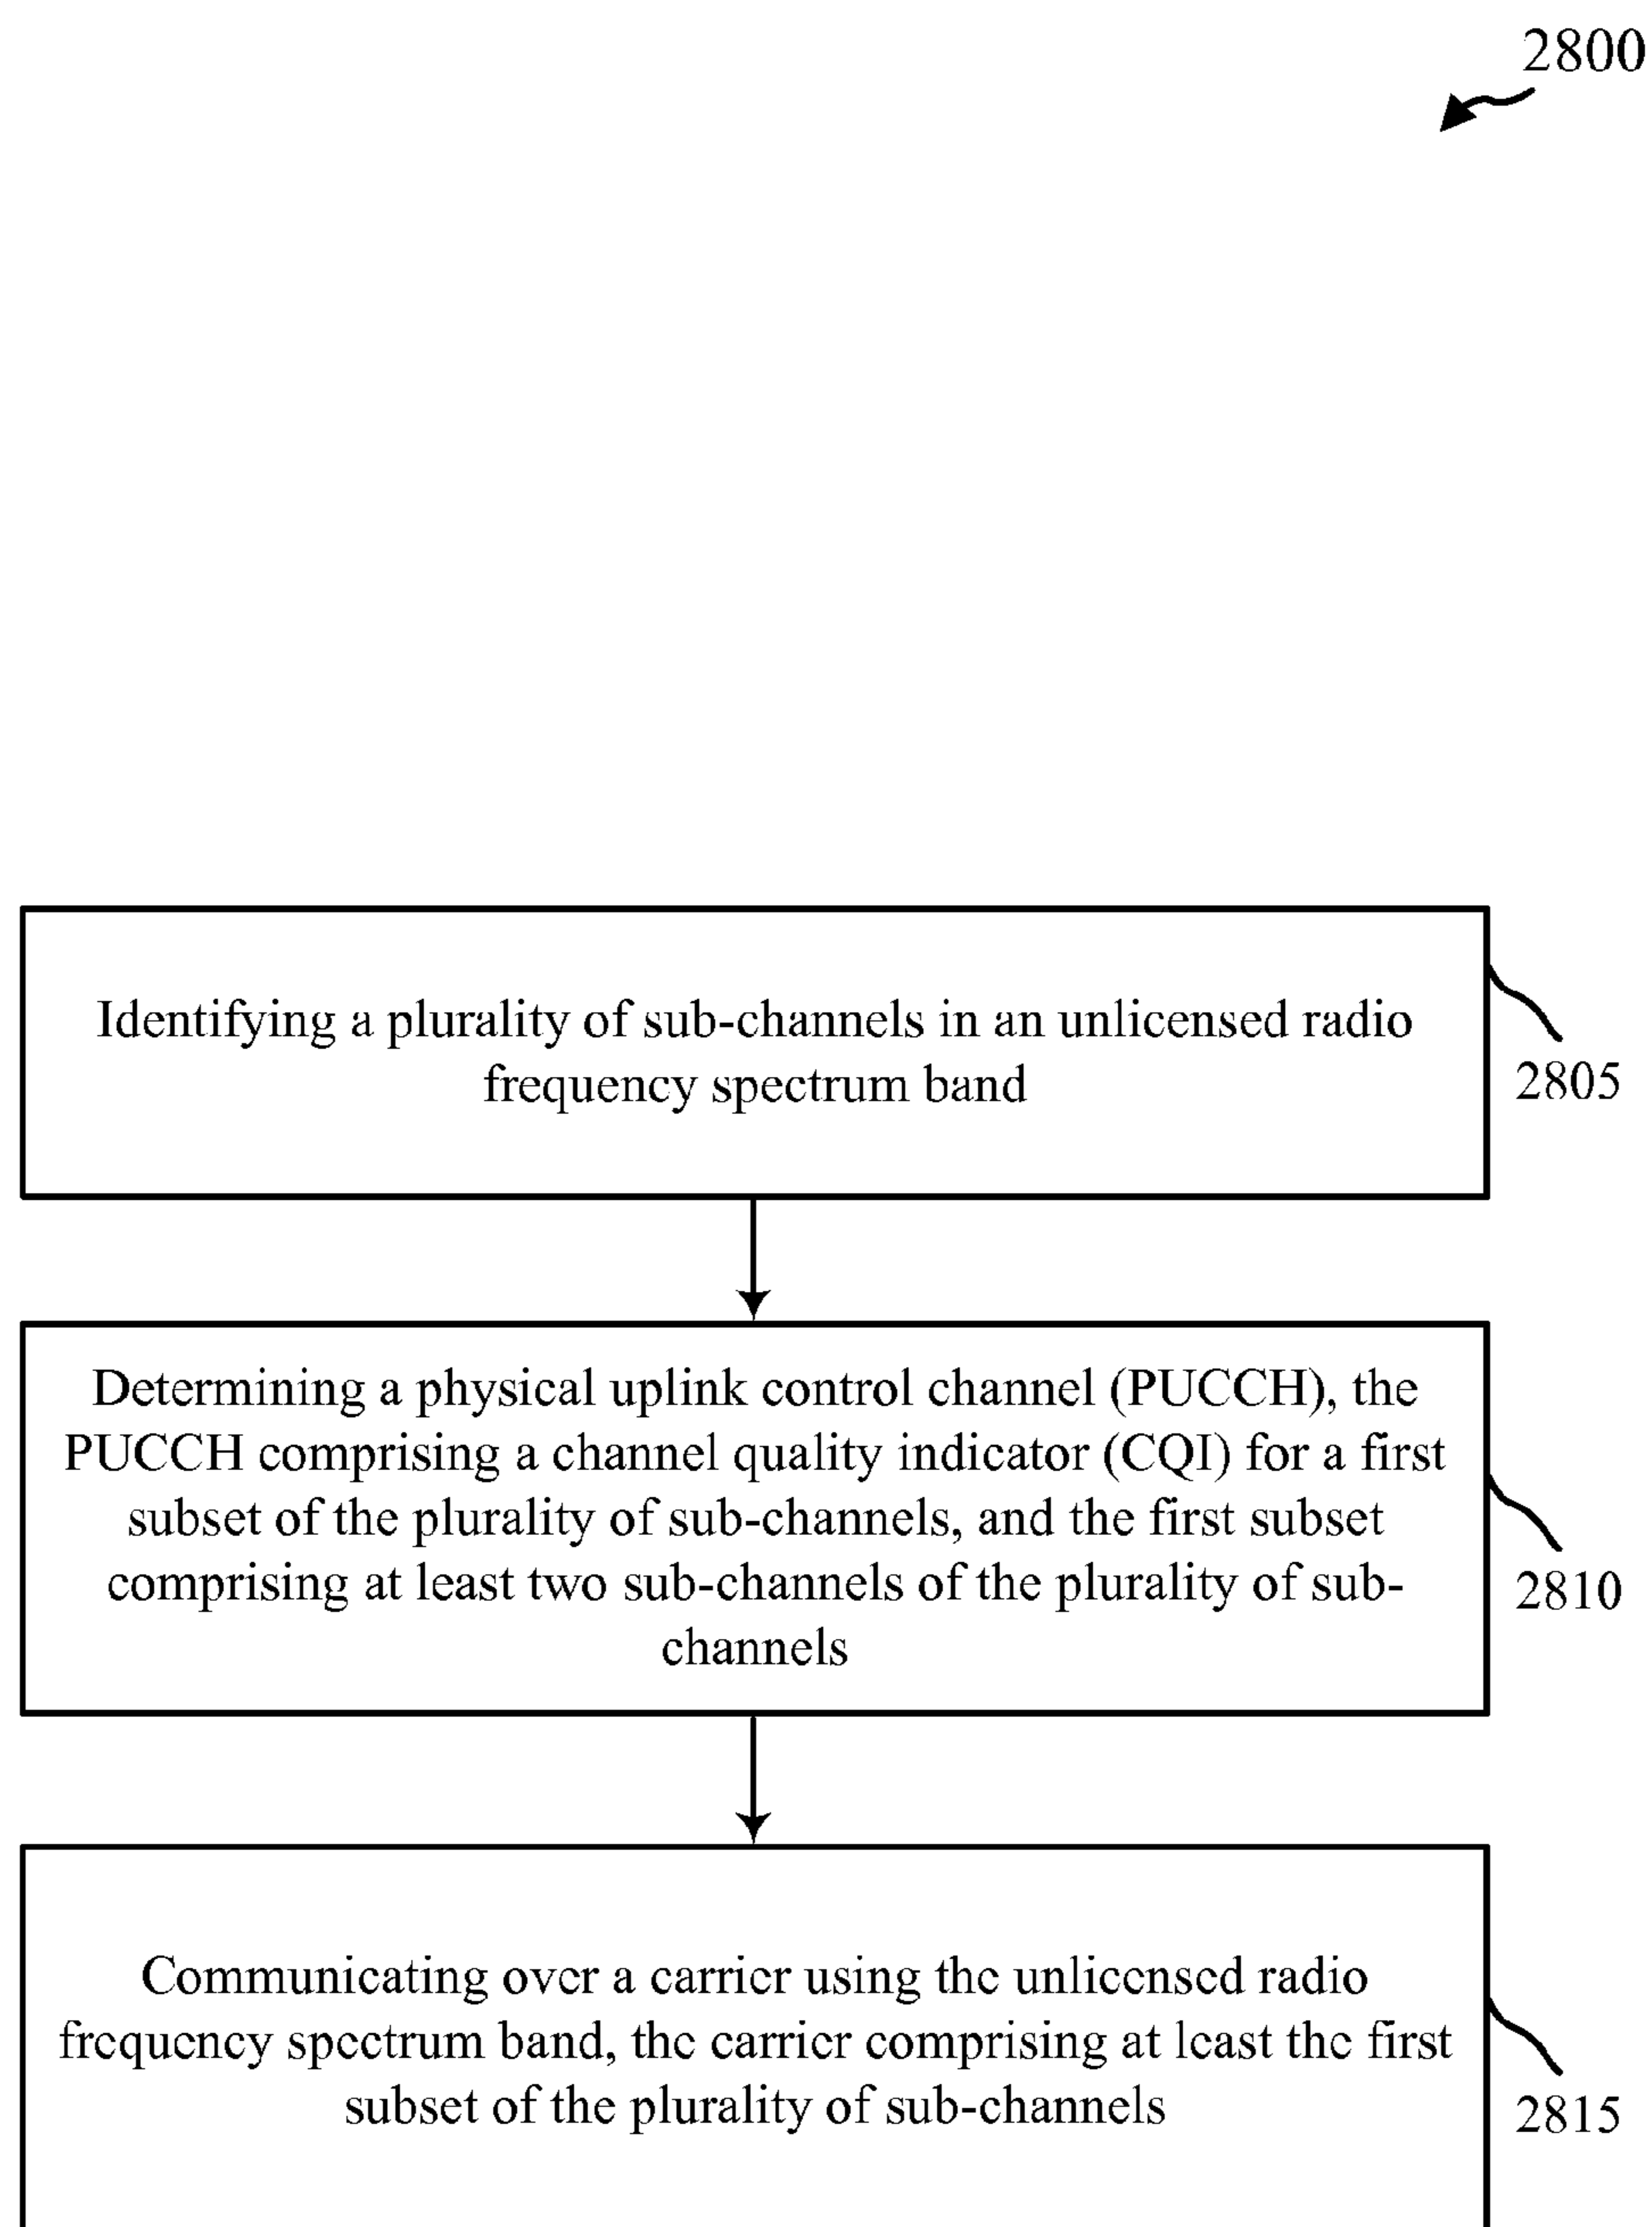 2800
Identifying a plurality of sub-channels in an unlicensed radio
frequency spectrum band
2805
Determining a physical uplink control channel (PUCCH), the
PUCCH comprising a channel quality indicator (CQI) for a first
subset of the plurality of sub-channels, and the first subset
comprising at least two sub-channels of the plurality of sub-
channels
2810
Communicating over a carrier using the unlicensed radio
frequency spectrum band, the carrier comprising at least the first
subset of the plurality of sub-channels
2815